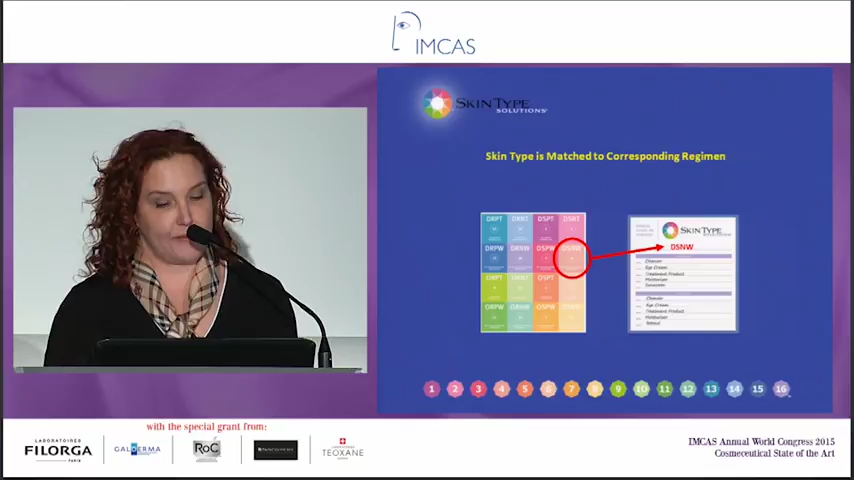 IMCAS
SKIN TYPE
SOLUTIONS
Skin Type is Matched to Corresponding Regimen
DRPT DRNT DSPT DSNT
DRPW DRNW DSPW
ORPT OSPT
ORPW ORNW OSPW
SKIN TYPE
SOLUTIONS
DSNW
Cleanser
Eye Cream
Treatment Product
Moisturizer
Sunscreen
Cleanser
Eye Cream
Treatment Product
Moisturizer
Retinol
1 2 3 4 5 6 7 8 9 10 11 12 13 14 15 16
with the special grant from:
LABORATOIRES
FILORGA
PARIS
GALDERMA
RoC
TEOXANE
IMCAS Annual World Congress 2015
Cosmeceutical State of the Art